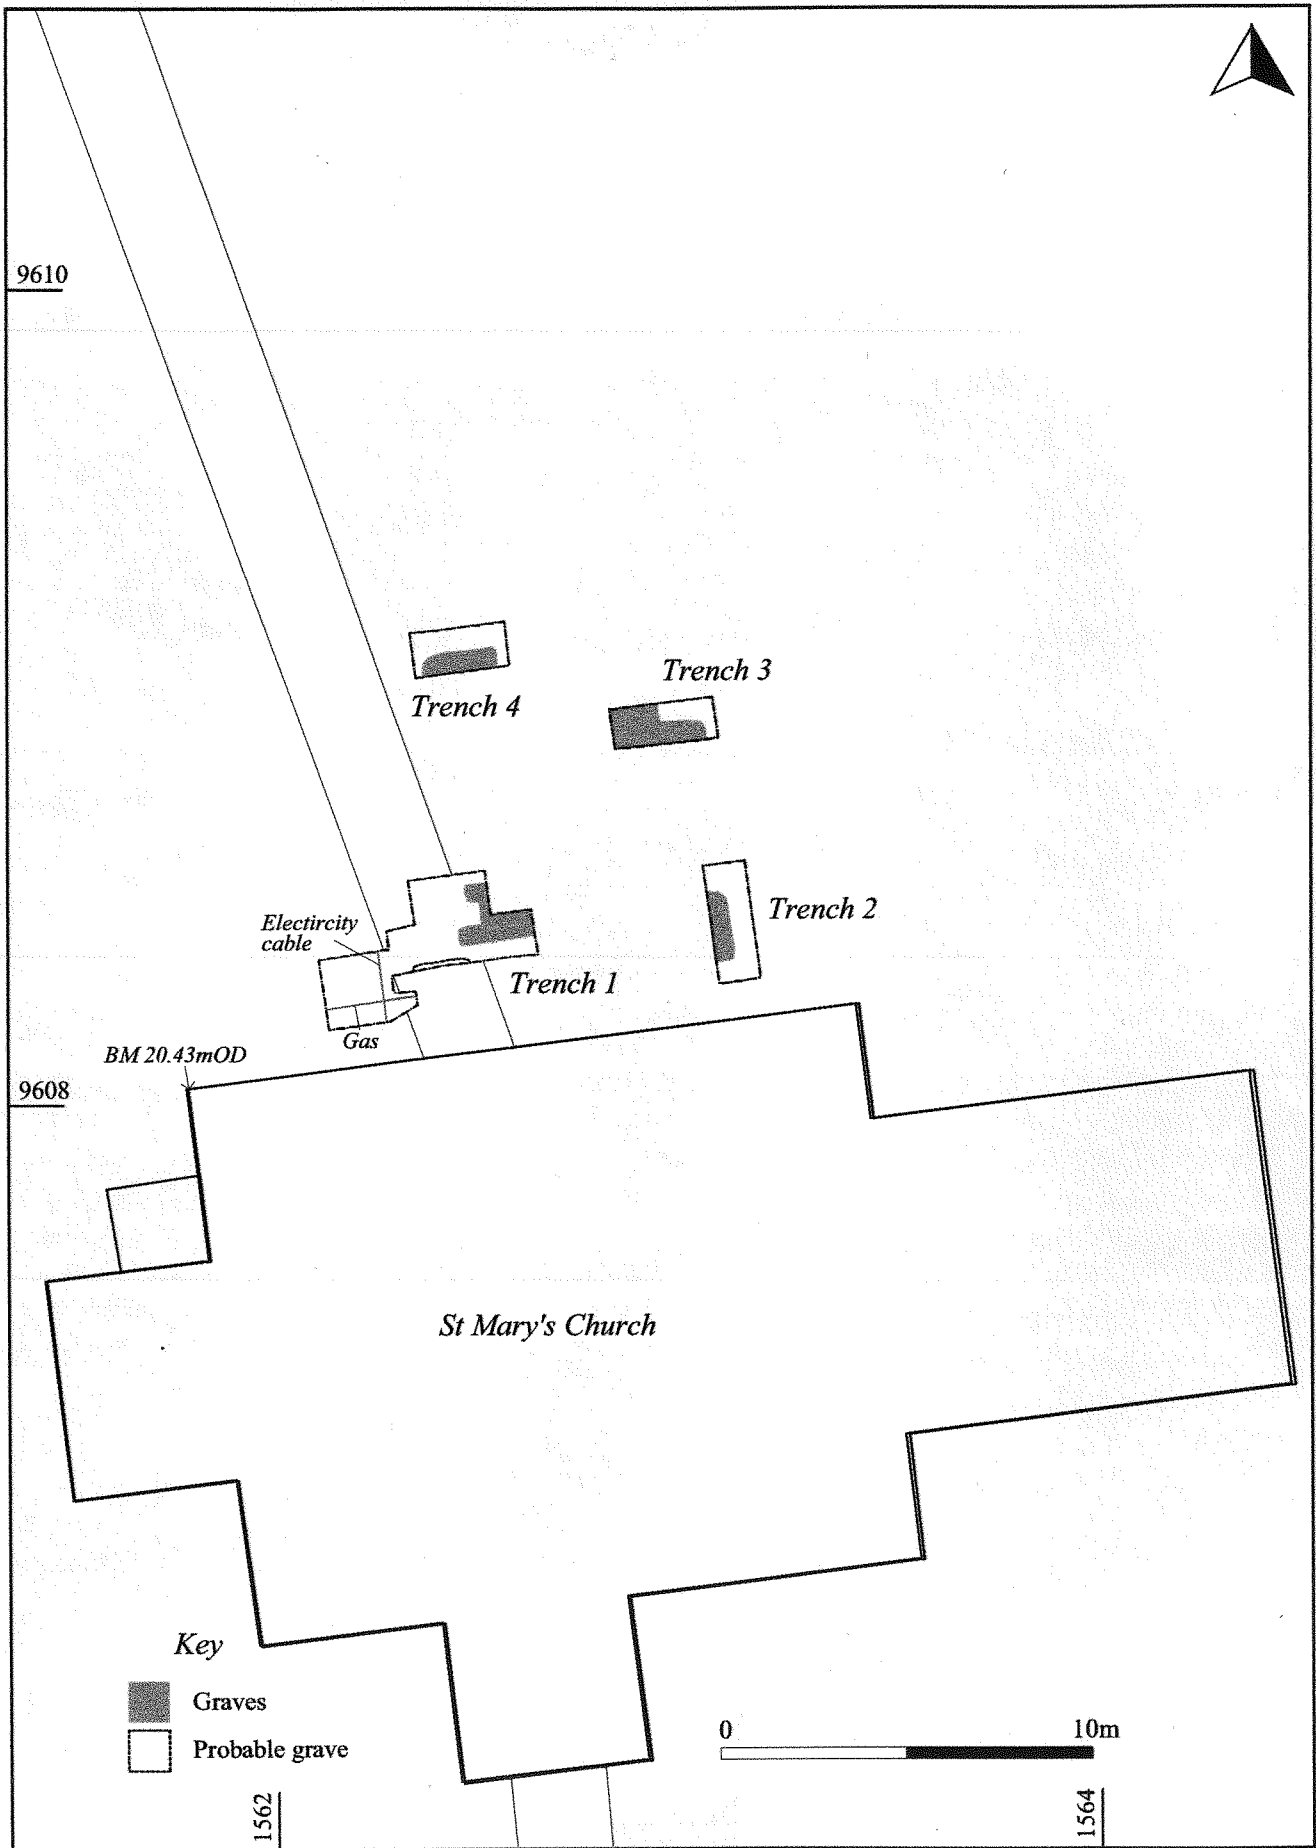 9610
Trench 3
Trench 4
Trench 2
Electircity
cable
Trench 1
Gas
BM 20.43mOD
9608
St Mary's Church
Key
Graves
Probable grave
0 10m
1562
1564